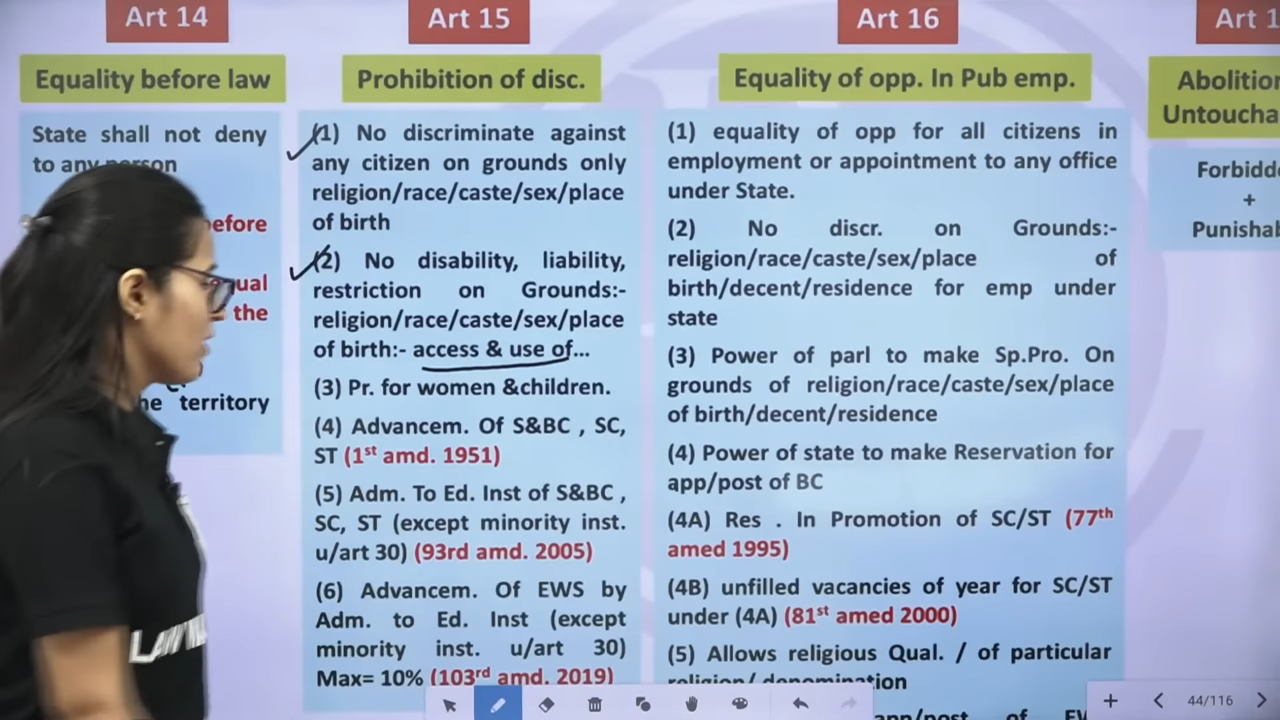 Art 14
Equality before law
State shall not deny
to any person
before
the
he territory
Art 15
Prohibition of disc.
(1) No discriminate against
any citizen on grounds only
religion/race/caste/sex/place
of birth
(2) No disability, liability,
restriction on Grounds:-
religion/race/caste/sex/place
of birth:- access & use of...
(3) Pr. for women &children.
(4) Advancem. Of S&BC , SC,
ST (1st amd. 1951)
(5) Adm. To Ed. Inst of S&BC ,
SC, ST (except minority inst.
u/art 30) (93rd amd. 2005)
(6) Advancem. Of EWS by
Adm. to Ed. Inst (except
minority inst. u/art 30)
Max= 10% (103rd amd. 2019)
Art 16
Equality of opp. In Pub emp.
(1) equality of opp for all citizens in
employment or appointment to any office
under State.
(2) No discr. on Grounds:-
religion/race/caste/sex/place of
birth/decent/residence for emp under
state
(3) Power of parl to make Sp.Pro. On
grounds of religion/race/caste/sex/place
of birth/decent/residence
(4) Power of state to make Reservation for
app/post of BC
(4A) Res . In Promotion of SC/ST (77th
amed 1995)
(4B) unfilled vacancies of year for SC/ST
under (4A) (81st amed 2000)
(5) Allows religious Qual. / of particular
religion/ denomination
app/post of
Art 1
Abolition
Untoucha
Forbidde
+
Punishab
44/116